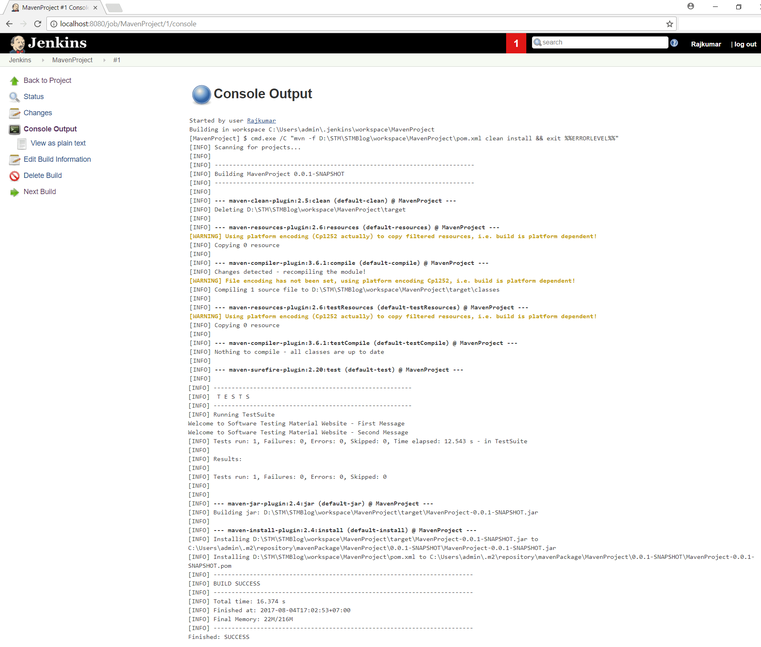 MavenProject #1 Consol
localhost:8080/job/MavenProject/1/console
Jenkins
1
search
Rajkumar
| log out
Jenkins
MavenProject
#1
Back to Project
Status
Changes
Console Output
View as plain text
Edit Build Information
Delete Build
Next Build
Console Output
Started by user Rajkumar
Building in workspace C:\Users\admin\.jenkins\workspace\MavenProject
[MavenProject] $ cmd.exe /C "mvn -f D:\STM\STMBlog\workspace\MavenProject\pom.xml clean install && exit %%ERRORLEVEL%%"
[INFO] Scanning for projects...
[INFO]
[INFO] ------------------------------------------------------------------------
[INFO] Building MavenProject 0.0.1-SNAPSHOT
[INFO] ------------------------------------------------------------------------
[INFO]
[INFO] --- maven-clean-plugin:2.5:clean (default-clean) @ MavenProject ---
[INFO] Deleting D:\STM\STMBlog\workspace\MavenProject\target
[INFO]
[INFO] --- maven-resources-plugin:2.6:resources (default-resources) @ MavenProject ---
[WARNING] Using platform encoding (Cp1252 actually) to copy filtered resources, i.e. build is platform dependent!
[INFO] Copying 0 resource
[INFO]
[INFO] --- maven-compiler-plugin:3.6.1:compile (default-compile) @ MavenProject ---
[INFO] Changes detected - recompiling the module!
[WARNING] File encoding has not been set, using platform encoding Cp1252, i.e. build is platform dependent!
[INFO] Compiling 1 source file to D:\STM\STMBlog\workspace\MavenProject\target\classes
[INFO]
[INFO] --- maven-resources-plugin:2.6:testResources (default-testResources) @ MavenProject ---
[WARNING] Using platform encoding (Cp1252 actually) to copy filtered resources, i.e. build is platform dependent!
[INFO] Copying 0 resource
[INFO]
[INFO] --- maven-compiler-plugin:3.6.1:testCompile (default-testCompile) @ MavenProject ---
[INFO] Nothing to compile - all classes are up to date
[INFO]
[INFO] --- maven-surefire-plugin:2.20:test (default-test) @ MavenProject ---
[INFO]
[INFO] -------------------------------------------------------
[INFO]  T E S T S
[INFO] -------------------------------------------------------
[INFO] Running TestSuite
Welcome to Software Testing Material Website - First Message
Welcome to Software Testing Material Website - Second Message
[INFO] Tests run: 1, Failures: 0, Errors: 0, Skipped: 0, Time elapsed: 12.543 s - in TestSuite
[INFO]
[INFO] Results:
[INFO]
[INFO] Tests run: 1, Failures: 0, Errors: 0, Skipped: 0
[INFO]
[INFO]
[INFO] --- maven-jar-plugin:2.4:jar (default-jar) @ MavenProject ---
[INFO] Building jar: D:\STM\STMBlog\workspace\MavenProject\target\MavenProject-0.0.1-SNAPSHOT.jar
[INFO]
[INFO] --- maven-install-plugin:2.4:install (default-install) @ MavenProject ---
[INFO] Installing D:\STM\STMBlog\workspace\MavenProject\target\MavenProject-0.0.1-SNAPSHOT.jar to
C:\Users\admin\.m2\repository\mavenPackage\MavenProject\0.0.1-SNAPSHOT\MavenProject-0.0.1-SNAPSHOT.jar
[INFO] Installing D:\STM\STMBlog\workspace\MavenProject\pom.xml to C:\Users\admin\.m2\repository\mavenPackage\MavenProject\0.0.1-SNAPSHOT\MavenProject-0.0.1-
SNAPSHOT.pom
[INFO] ------------------------------------------------------------------------
[INFO] BUILD SUCCESS
[INFO] ------------------------------------------------------------------------
[INFO] Total time: 16.374 s
[INFO] Finished at: 2017-08-04T17:02:53+07:00
[INFO] Final Memory: 22M/216M
[INFO] ------------------------------------------------------------------------
Finished: SUCCESS